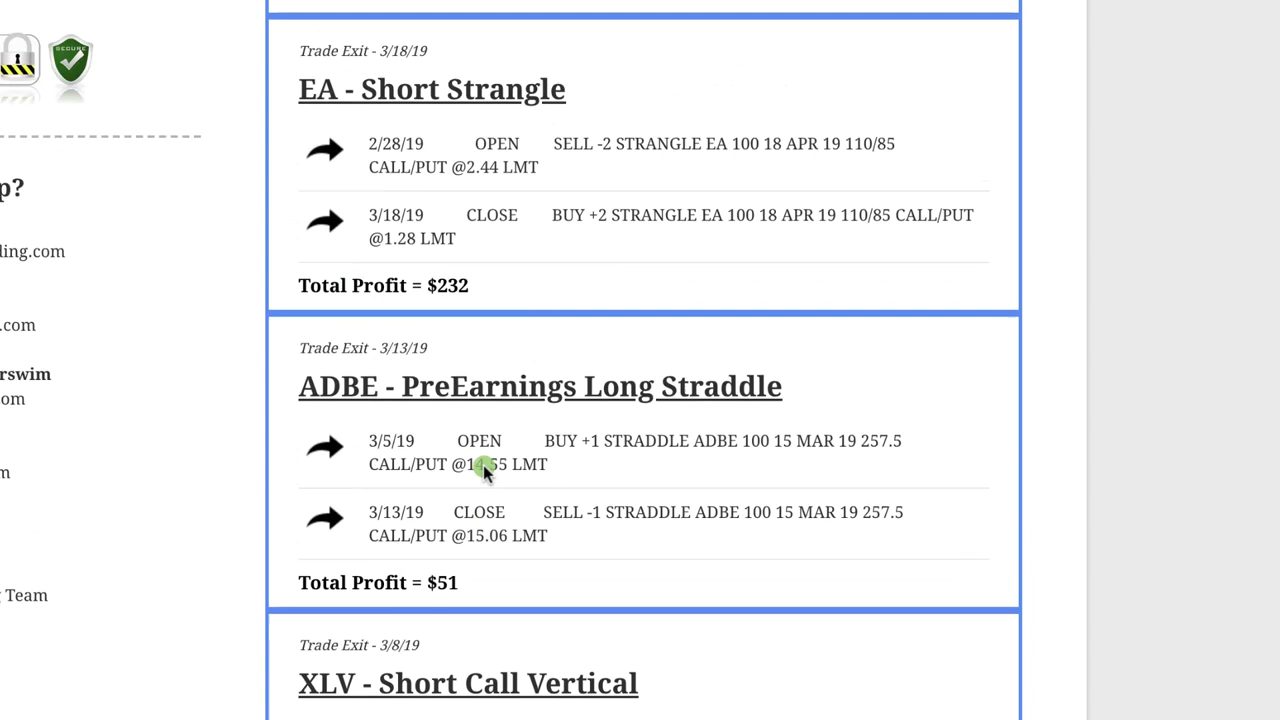 SECURE
Trade Exit - 3/18/19
EA - Short Strangle
2/28/19 OPEN SELL -2 STRANGLE EA 100 18 APR 19 110/85
CALL/PUT @2.44 LMT
3/18/19 CLOSE BUY +2 STRANGLE EA 100 18 APR 19 110/85 CALL/PUT
@1.28 LMT
Total Profit = $232
Trade Exit - 3/13/19
ADBE - PreEarnings Long Straddle
3/5/19 OPEN BUY +1 STRADDLE ADBE 100 15 MAR 19 257.5
CALL/PUT @14.55 LMT
3/13/19 CLOSE SELL -1 STRADDLE ADBE 100 15 MAR 19 257.5
CALL/PUT @15.06 LMT
Total Profit = $51
Trade Exit - 3/8/19
XLV - Short Call Vertical
p?
ling.com
.com
rswim
om
Team